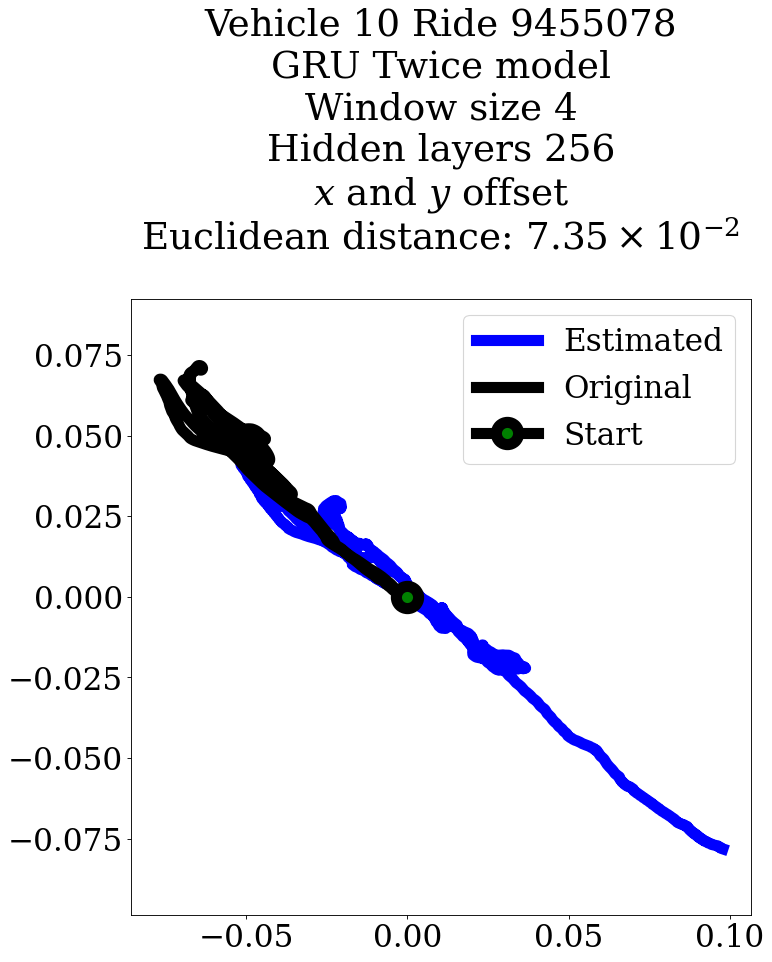 Vehicle 10 Ride 9455078
GRU Twice model
Window size 4
Hidden layers 256
x and y offset
Euclidean distance: 7.35 × 10⁻²
Estimated
Original
Start
0.075
0.050
0.025
0.000
−0.025
−0.050
−0.075
−0.05 0.00 0.05 0.10